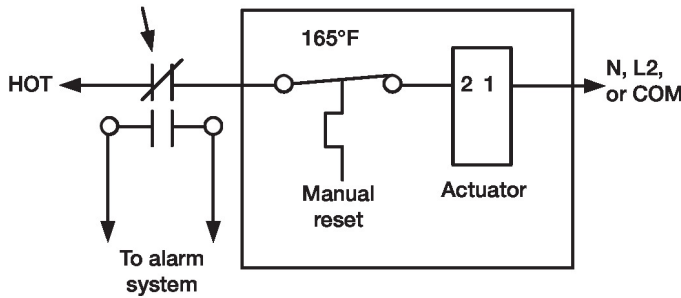 165°F
HOT
2 1
N, L2,
or COM
Manual
reset
Actuator
To alarm
system